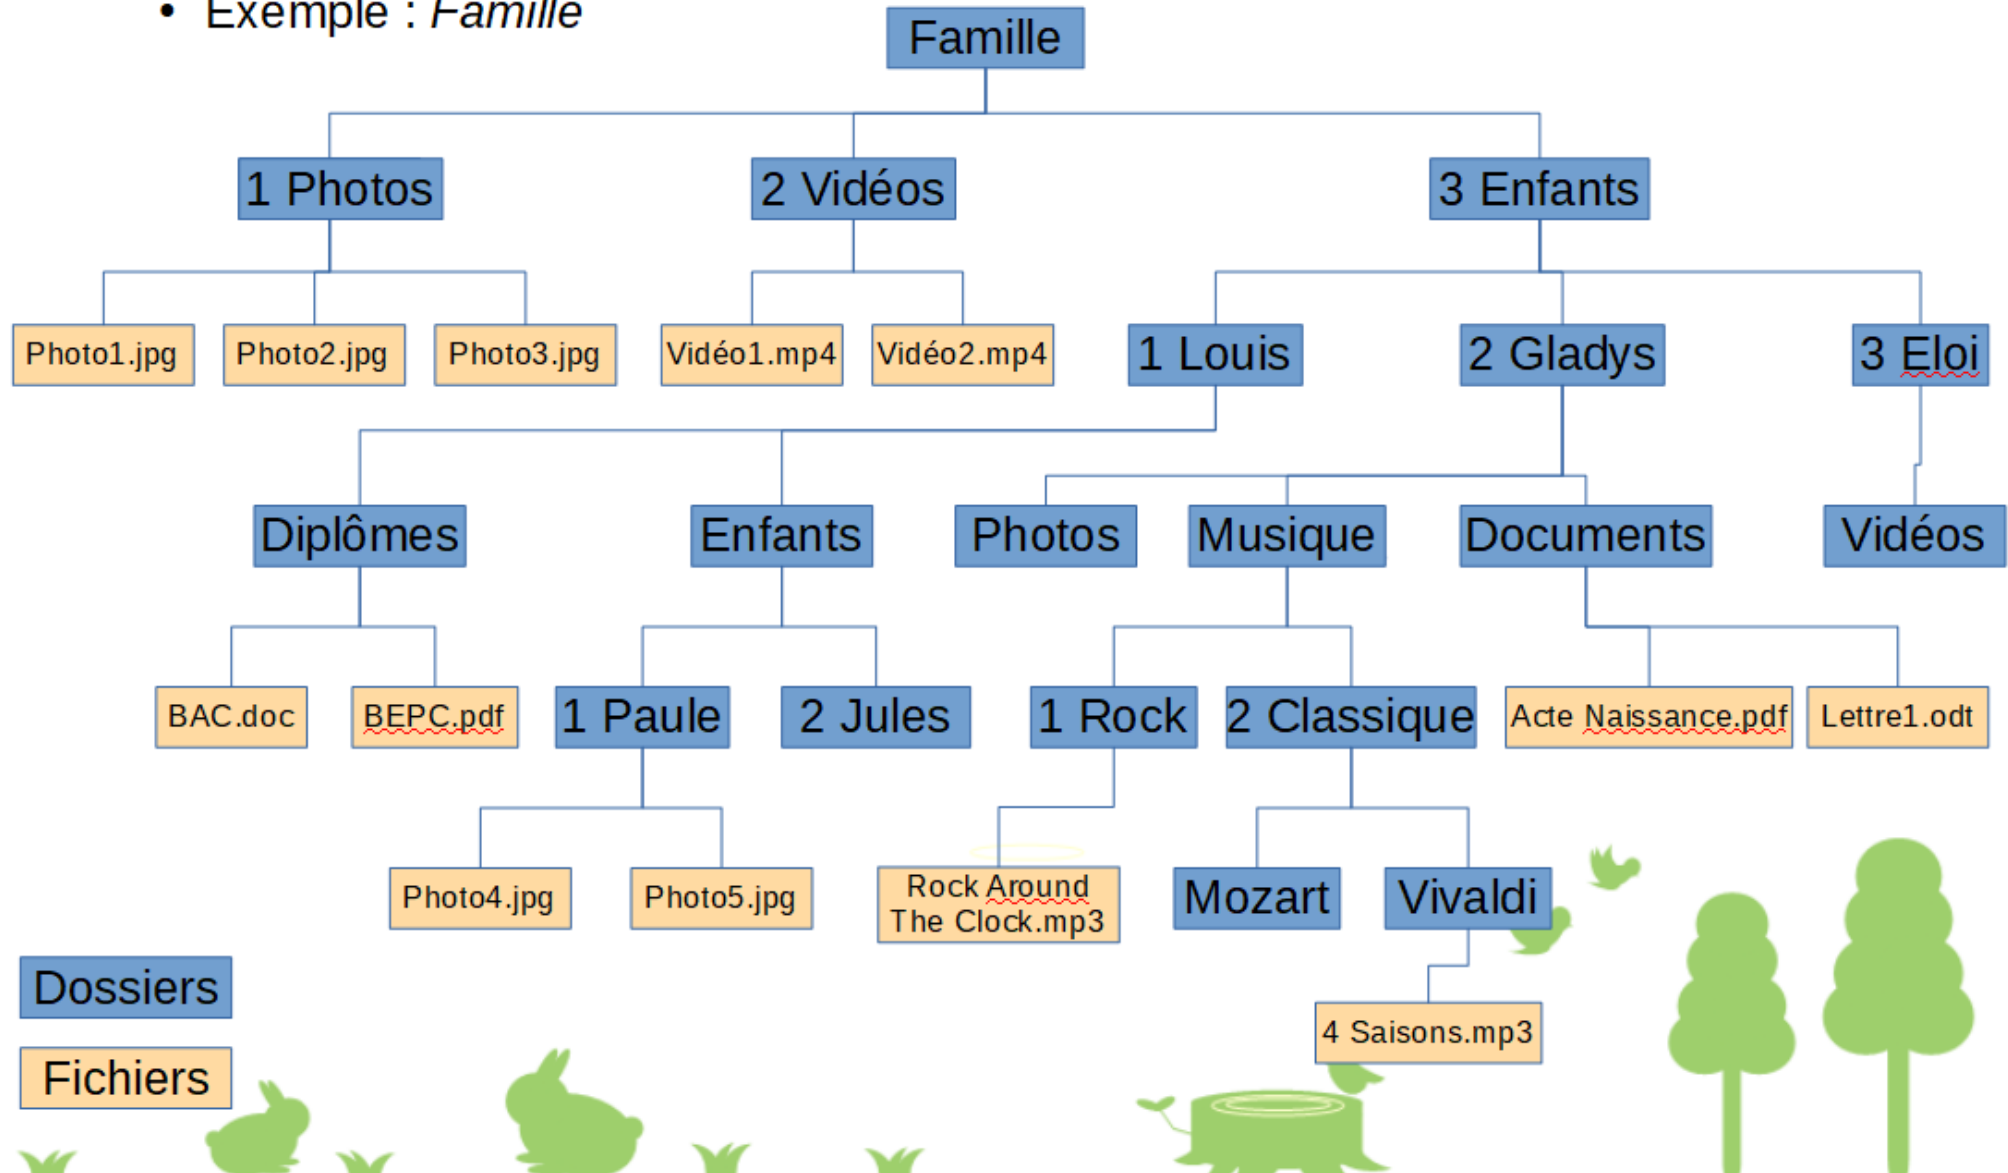 • Exemple : Famille
Famille
1 Photos
2 Vidéos
3 Enfants
Photo1.jpg
Photo2.jpg
Photo3.jpg
Vidéo1.mp4
Vidéo2.mp4
1 Louis
2 Gladys
3 Eloi
Diplômes
Enfants
Photos
Musique
Documents
Vidéos
BAC.doc
BEPC.pdf
1 Paule
2 Jules
1 Rock
2 Classique
Acte Naissance.pdf
Lettre1.odt
Photo4.jpg
Photo5.jpg
Rock Around
The Clock.mp3
Mozart
Vivaldi
Dossiers
4 Saisons.mp3
Fichiers